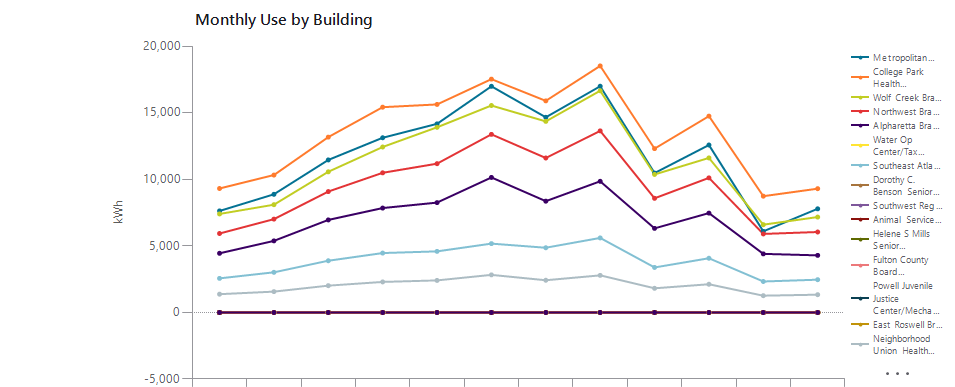 Monthly Use by Building
20,000
15,000
10,000
5,000
0
-5,000
kWh
Metropolitan...
College Park
Health...
Wolf Creek Bra...
Northwest Bra...
Alpharetta Bra...
Water Op
Center/Tax...
Southeast Atla...
Dorothy C.
Benson Senior...
Southwest Reg...
Animal Service...
Helene S Mills
Senior...
Fulton County
Board...
Powell Juvenile
Justice
Center/Mecha...
East Roswell Br...
Neighborhood
Union Health...
...